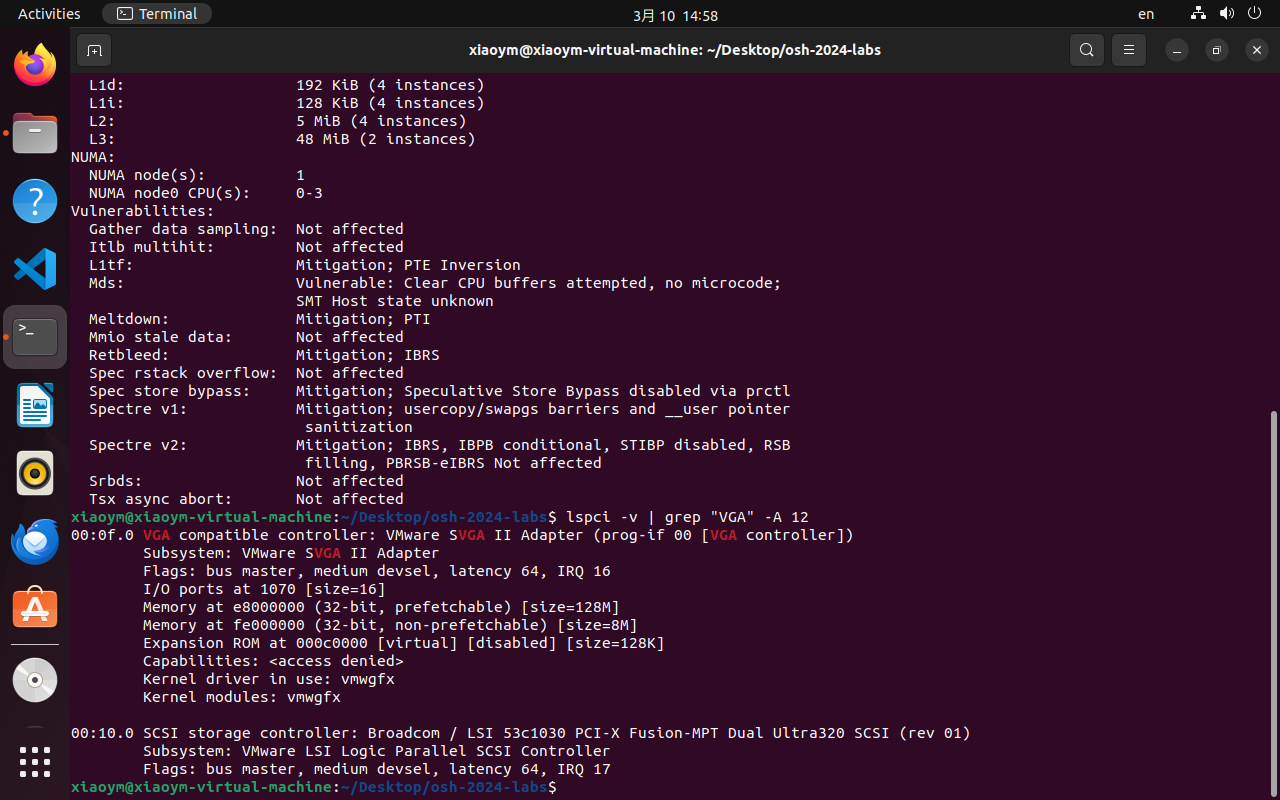 Activities
Terminal
3月 10 14:58
en
xiaoym@xiaoym-virtual-machine: ~/Desktop/osh-2024-labs
L1d: 192 KiB (4 instances)
L1i: 128 KiB (4 instances)
L2: 5 MiB (4 instances)
L3: 48 MiB (2 instances)
NUMA:
NUMA node(s): 1
NUMA node0 CPU(s): 0-3
Vulnerabilities:
Gather data sampling: Not affected
Itlb multihit: Not affected
L1tf: Mitigation; PTE Inversion
Mds: Vulnerable: Clear CPU buffers attempted, no microcode;
SMT Host state unknown
Meltdown: Mitigation; PTI
Mmio stale data: Not affected
Retbleed: Mitigation; IBRS
Spec rstack overflow: Not affected
Spec store bypass: Mitigation; Speculative Store Bypass disabled via prctl
Spectre v1: Mitigation; usercopy/swapgs barriers and __user pointer
sanitization
Spectre v2: Mitigation; IBRS, IBPB conditional, STIBP disabled, RSB
filling, PBRSB-eIBRS Not affected
Srbds: Not affected
Tsx async abort: Not affected
xiaoym@xiaoym-virtual-machine:~/Desktop/osh-2024-labs$ lspci -v | grep "VGA" -A 12
00:0f.0 VGA compatible controller: VMware SVGA II Adapter (prog-if 00 [VGA controller])
Subsystem: VMware SVGA II Adapter
Flags: bus master, medium devsel, latency 64, IRQ 16
I/O ports at 1070 [size=16]
Memory at e8000000 (32-bit, prefetchable) [size=128M]
Memory at fe000000 (32-bit, non-prefetchable) [size=8M]
Expansion ROM at 000c0000 [virtual] [disabled] [size=128K]
Capabilities: <access denied>
Kernel driver in use: vmwgfx
Kernel modules: vmwgfx
00:10.0 SCSI storage controller: Broadcom / LSI 53c1030 PCI-X Fusion-MPT Dual Ultra320 SCSI (rev 01)
Subsystem: VMware LSI Logic Parallel SCSI Controller
Flags: bus master, medium devsel, latency 64, IRQ 17
xiaoym@xiaoym-virtual-machine:~/Desktop/osh-2024-labs$